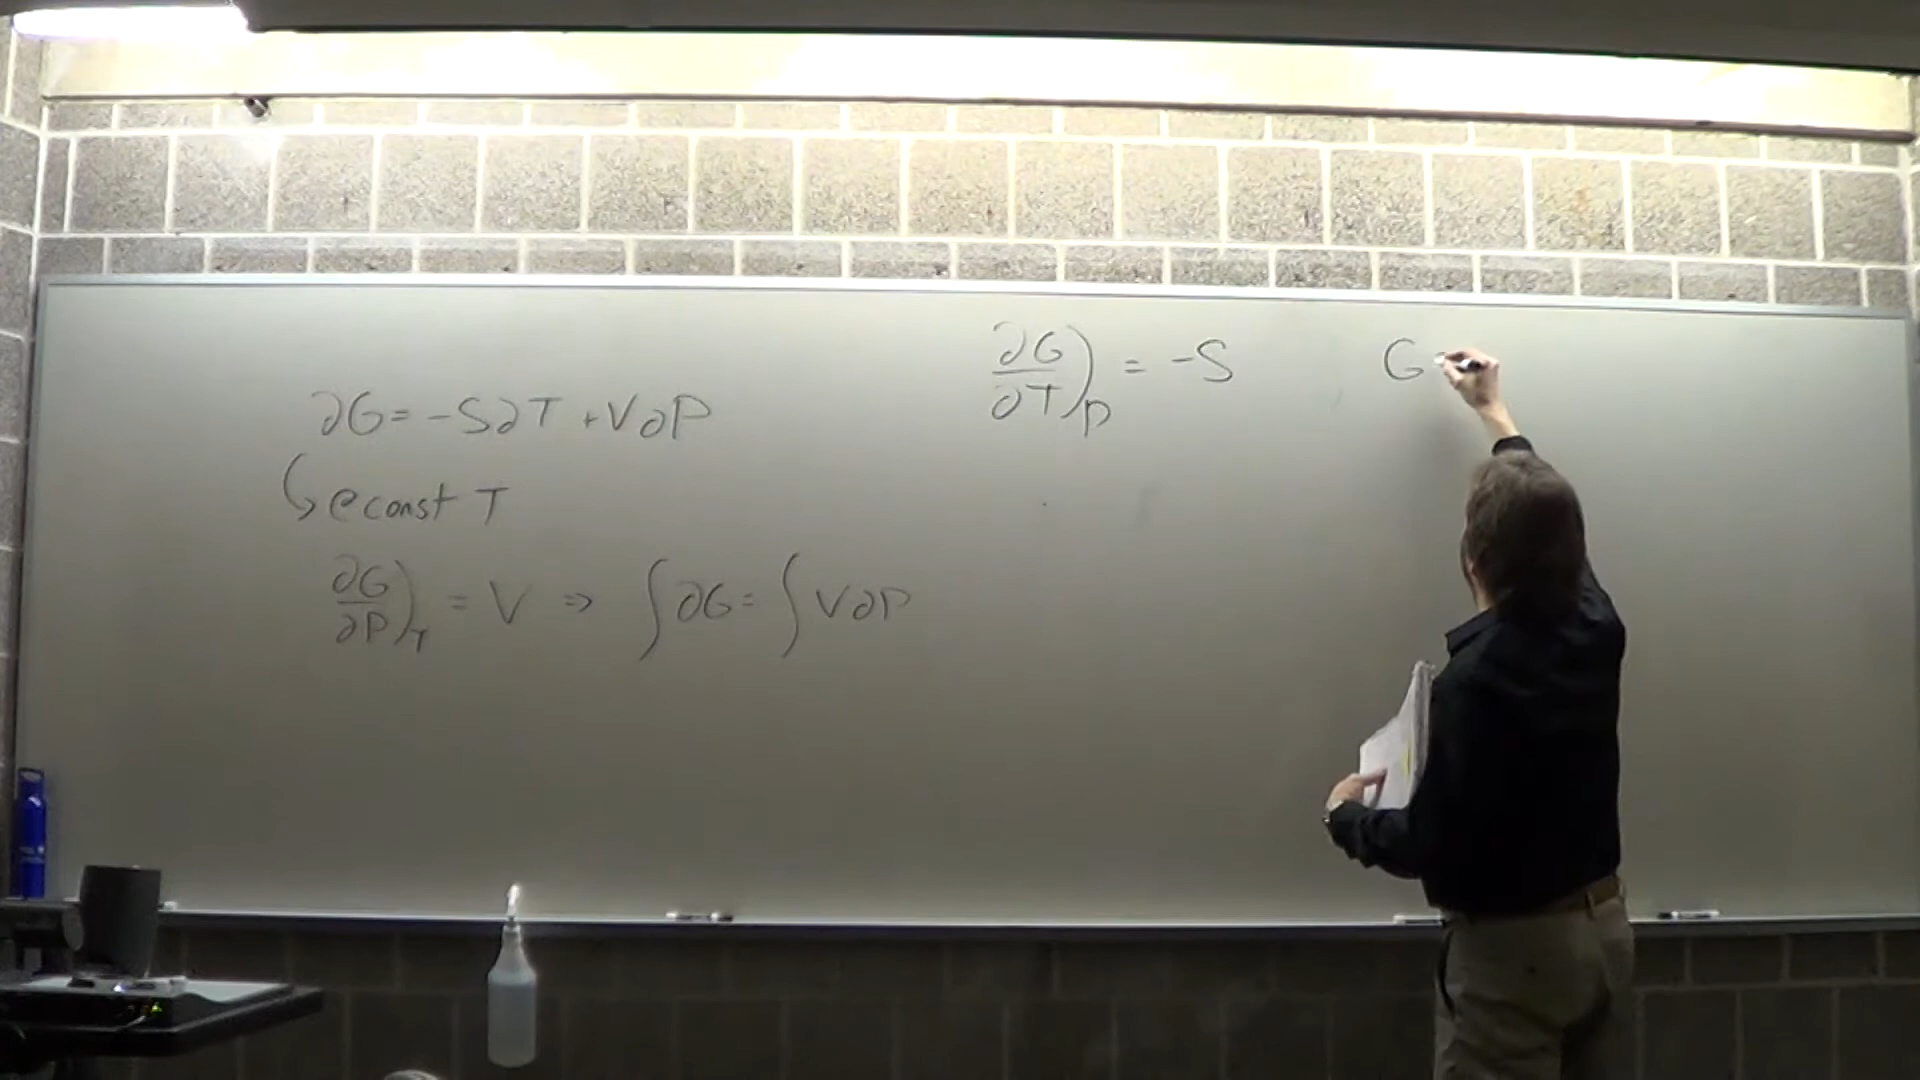 ∂G = -S∂T + V∂P
↳ @ const T
∂G/∂P)_T = V ⇒ ∫∂G = ∫V∂P
∂G/∂T)_P = -S
G